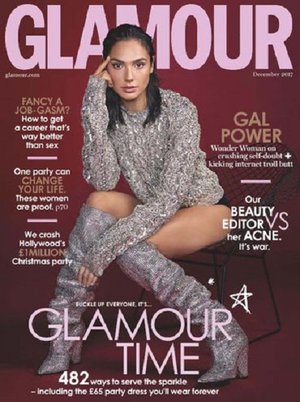 GLAMOUR
glamour.com
December 2017
FANCY A
JOB-GASM?
How to get
a career that's
way better
than sex
One party can
CHANGE
YOUR LIFE.
These women
are proof. p70
We crash
Hollywood's
£1MILLION
Christmas party
GAL
POWER
Wonder Woman on
crushing self-doubt +
kicking internet troll butt
Our
BEAUTY
EDITOR VS
her ACNE.
It's war.
BUCKLE UP EVERYONE, IT'S...
GLAMOUR
TIME
482 ways to serve the sparkle
– including the £65 party dress you'll wear forever